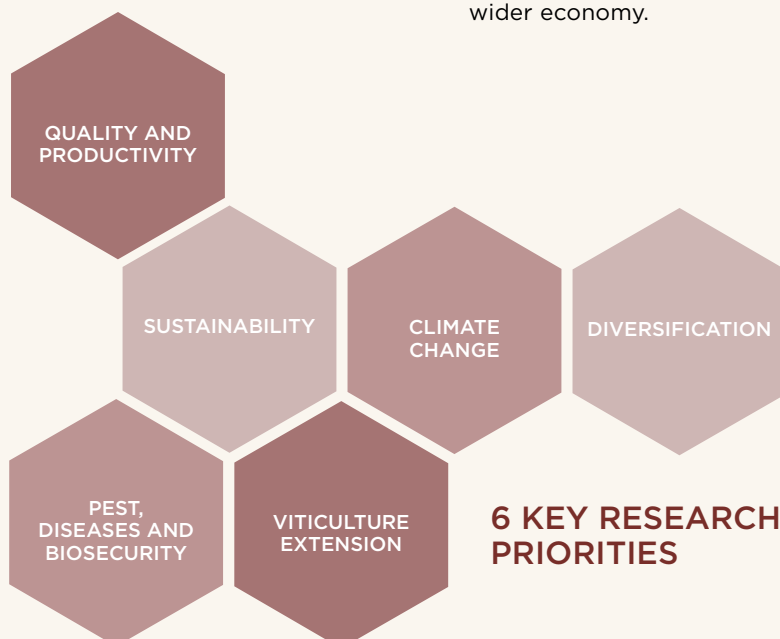 wider economy.
QUALITY AND
PRODUCTIVITY
SUSTAINABILITY
CLIMATE
CHANGE
DIVERSIFICATION
PEST,
DISEASES AND
BIOSECURITY
VITICULTURE
EXTENSION
6 KEY RESEARCH
PRIORITIES